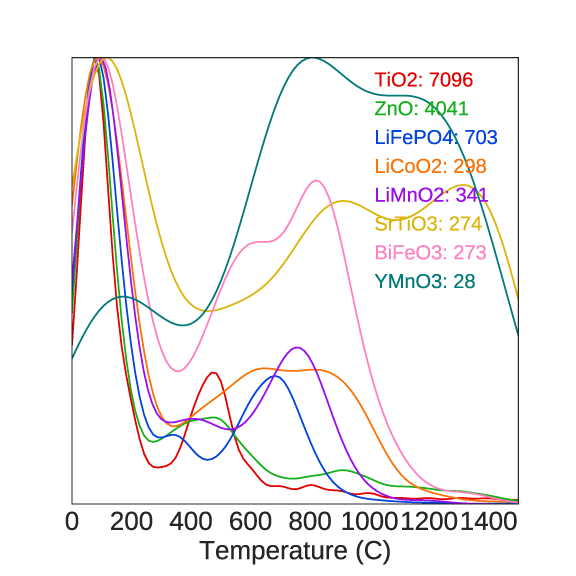 TiO2: 7096
ZnO: 4041
LiFePO4: 703
LiCoO2: 298
LiMnO2: 341
SrTiO3: 274
BiFeO3: 273
YMnO3: 28
0 200 400 600 800 1000 1200 1400
Temperature (C)